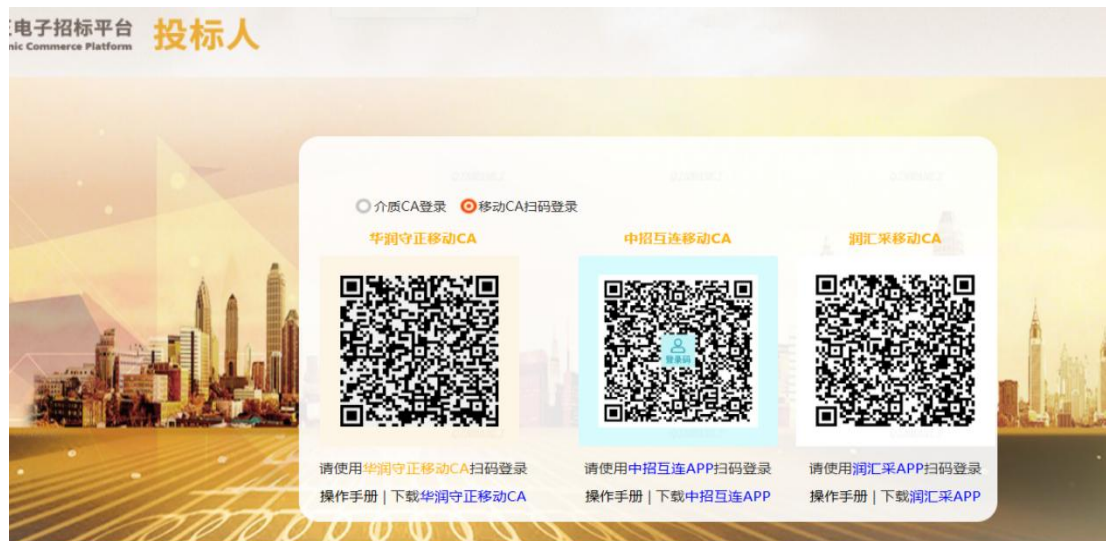 电子招标平台 投标人
nic Commerce Platform
介质CA登录 移动CA扫码登录
华润守正移动CA 中招互连移动CA 润汇采移动CA
登录码
请使用华润守正移动CA扫码登录 请使用中招互连APP扫码登录 请使用润汇采APP扫码登录
操作手册 | 下载华润守正移动CA 操作手册 | 下载中招互连APP 操作手册 | 下载润汇采APP